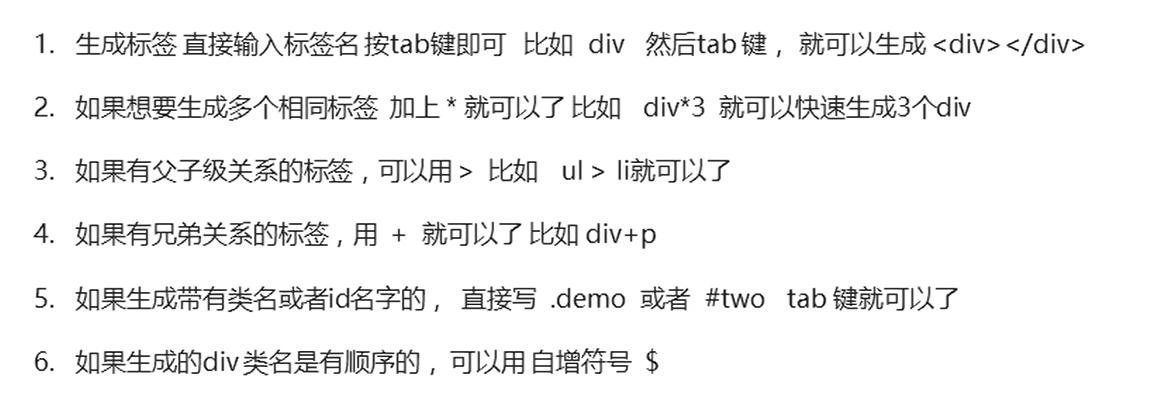 1. 生成标签 直接输入标签名 按tab键即可 比如 div 然后tab 键， 就可以生成 <div></div>
2. 如果想要生成多个相同标签 加上 * 就可以了 比如 div*3 就可以快速生成3个div
3. 如果有父子级关系的标签，可以用 > 比如 ul > li就可以了
4. 如果有兄弟关系的标签，用 + 就可以了 比如 div+p
5. 如果生成带有类名或者id名字的， 直接写 .demo 或者 #two tab 键就可以了
6. 如果生成的div 类名是有顺序的， 可以用 自增符号 $